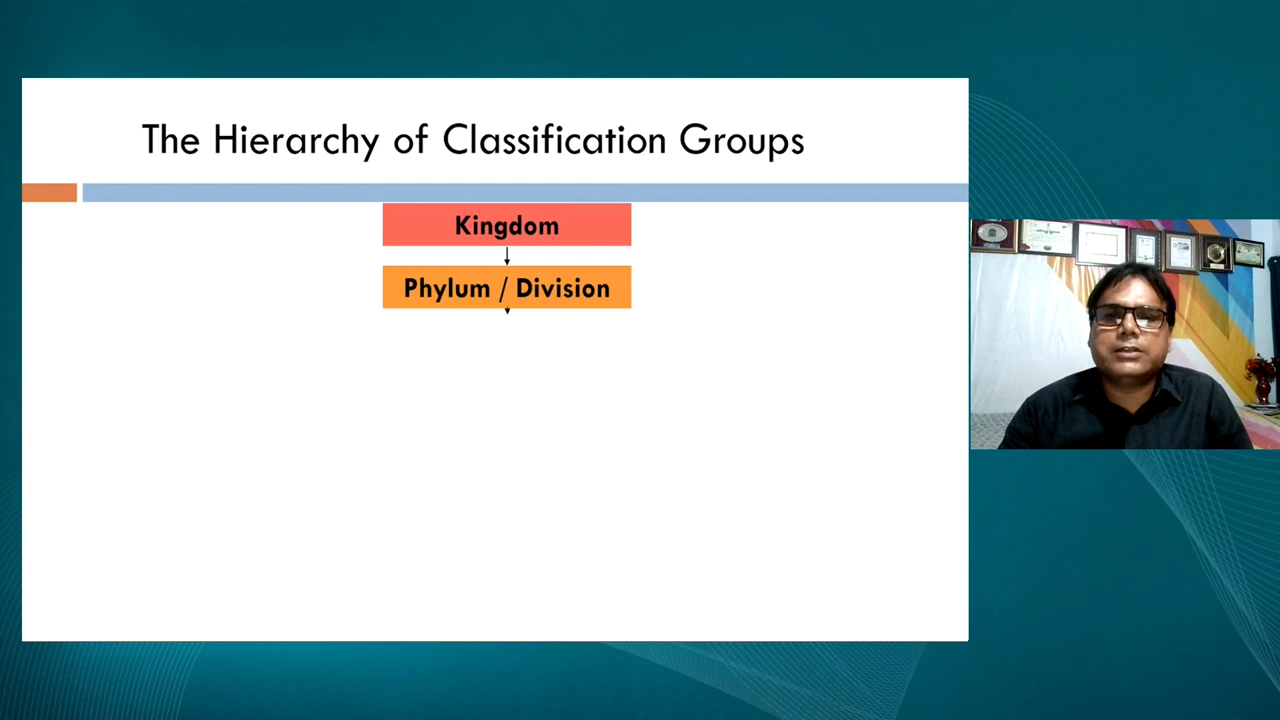 The Hierarchy of Classification Groups
Kingdom
Phylum / Division